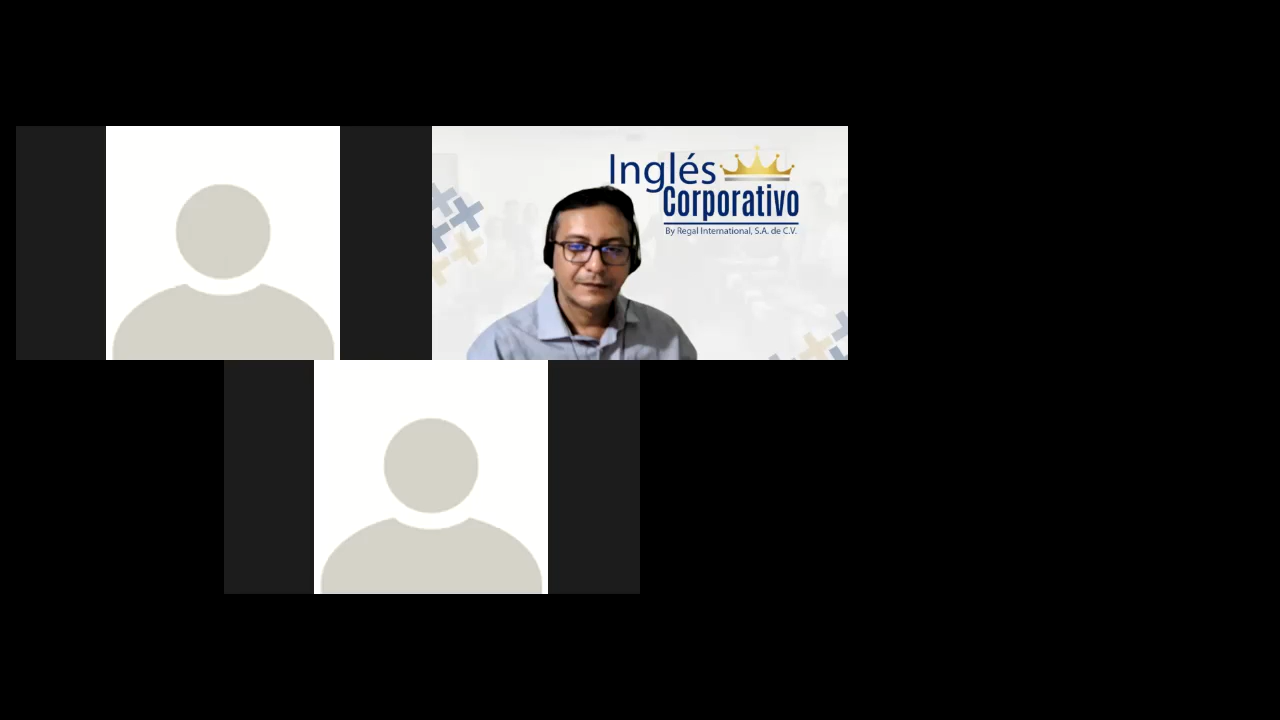 Inglés
Corporativo
By Regal International, S.A. de C.V.